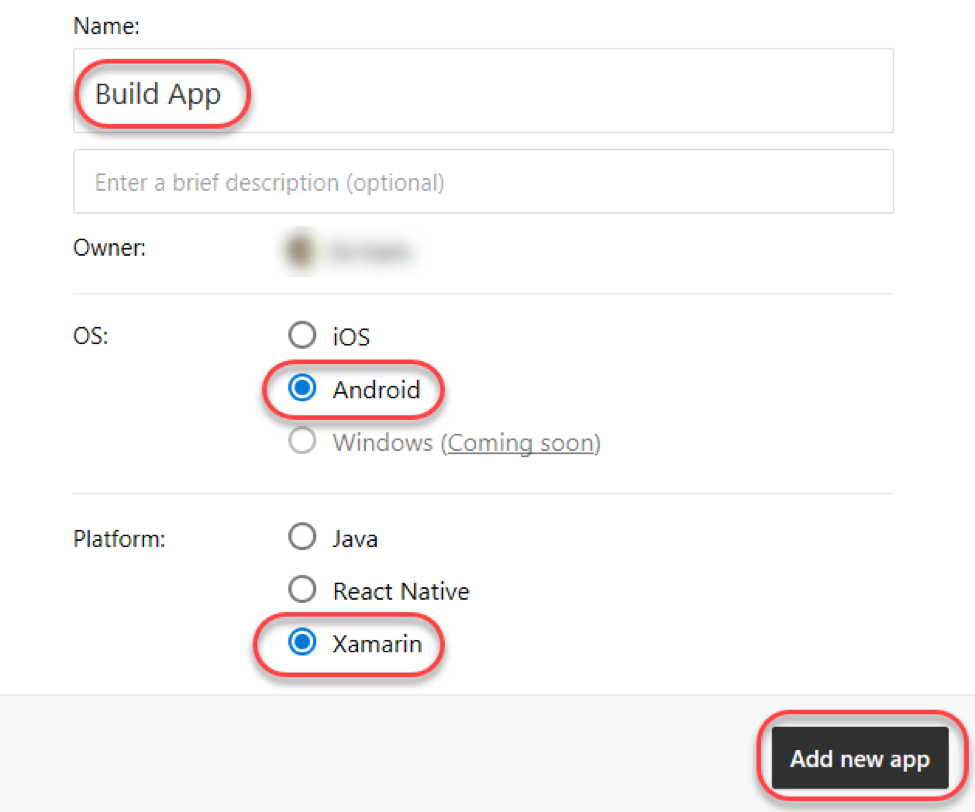 Name:
Build App
Enter a brief description (optional)
Owner:
OS:
iOS
Android
Windows (Coming soon)
Platform:
Java
React Native
Xamarin
Add new app